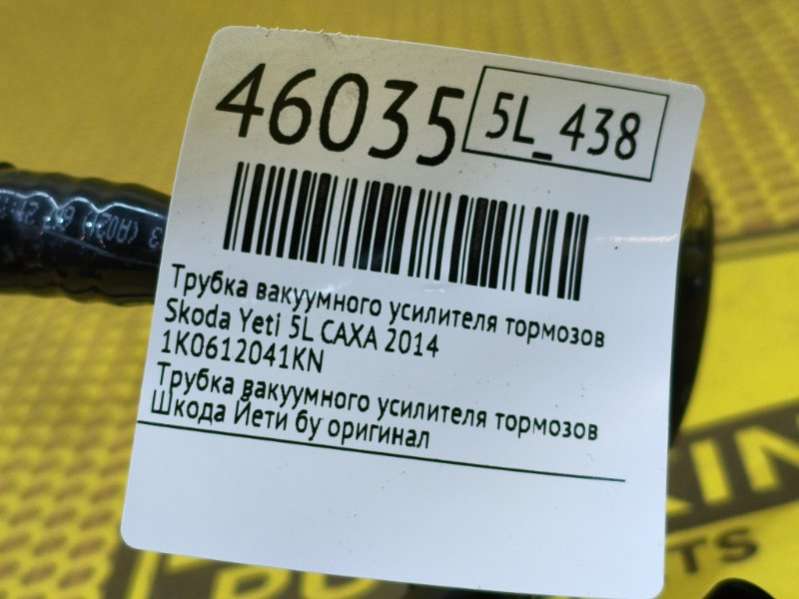 46035
5L_438
Трубка вакуумного усилителя тормозов
Skoda Yeti 5L CAXA 2014
1K0612041KN
Трубка вакуумного усилителя тормозов
Шкода Йети бу оригинал